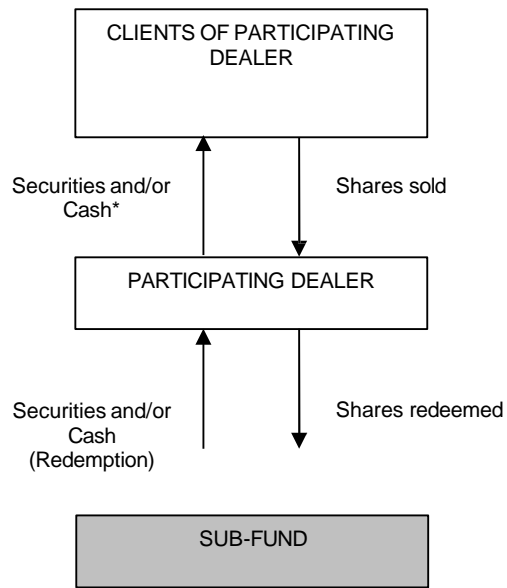 CLIENTS OF PARTICIPATING
DEALER
Securities and/or
Cash*
Shares sold
PARTICIPATING DEALER
Securities and/or
Cash
(Redemption)
Shares redeemed
SUB-FUND